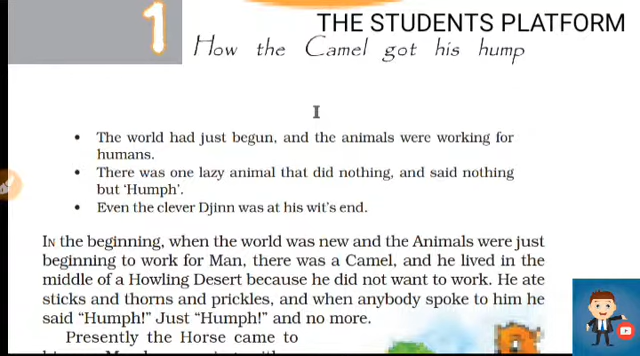 1
THE STUDENTS PLATFORM
How the Camel got his hump
I
• The world had just begun, and the animals were working for
humans.
• There was one lazy animal that did nothing, and said nothing
but ‘Humph’.
• Even the clever Djinn was at his wit’s end.
IN the beginning, when the world was new and the Animals were just
beginning to work for Man, there was a Camel, and he lived in the
middle of a Howling Desert because he did not want to work. He ate
sticks and thorns and prickles, and when anybody spoke to him he
said “Humph!” Just “Humph!” and no more.
Presently the Horse came to